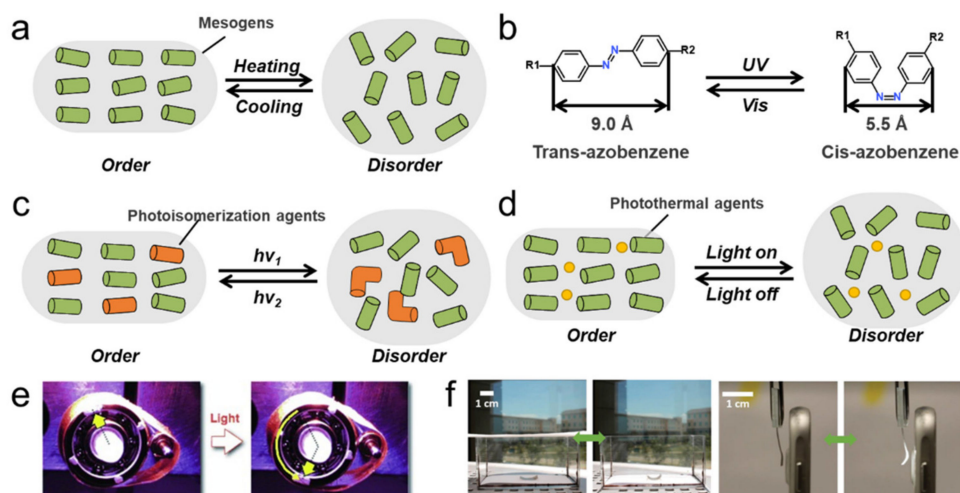 a
Mesogens
Heating
Cooling
Order
Disorder
b
R1
N
N
R2
UV
Vis
R1
R2
N=N
9.0 Å
5.5 Å
Trans-azobenzene
Cis-azobenzene
c
Photoisomerization agents
hv1
hv2
Order
Disorder
d
Photothermal agents
Light on
Light off
Order
Disorder
e
Light
f
1 cm
1 cm